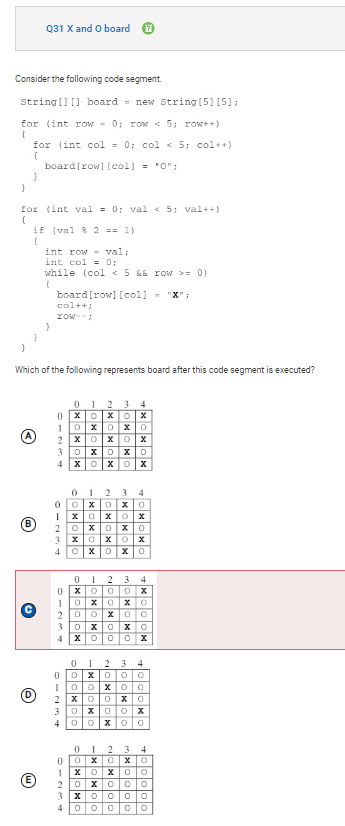 Q31 X and O board ?
Consider the following code segment.
String[][] board = new String[5][5];
for (int row = 0; row < 5; row++)
{
for (int col = 0; col < 5; col++)
{
board[row][col] = "O";
}
}
for (int val = 0; val < 5; val++)
{
if (val % 2 == 1)
{
int row = val;
int col = 0;
while (col < 5 && row >= 0)
{
board[row][col] = "X";
col++;
row--;
}
}
}
Which of the following represents board after this code segment is executed?
A
0 1 2 3 4
0 X O X O X
1 O X O X O
2 X O X O X
3 O X O X O
4 X O X O X
B
0 1 2 3 4
0 O X O X O
1 X O X O X
2 O X O X O
3 X O X O X
4 O X O X O
C
0 1 2 3 4
0 X O O O X
1 O X O X O
2 O O X O O
3 O X O X O
4 X O O O X
D
0 1 2 3 4
0 O X O O O
1 O O X O O
2 X O O X O
3 O X O O X
4 O O X O O
E
0 1 2 3 4
0 O X O X O
1 X O X O O
2 O X O O O
3 X O O O O
4 O O O O O